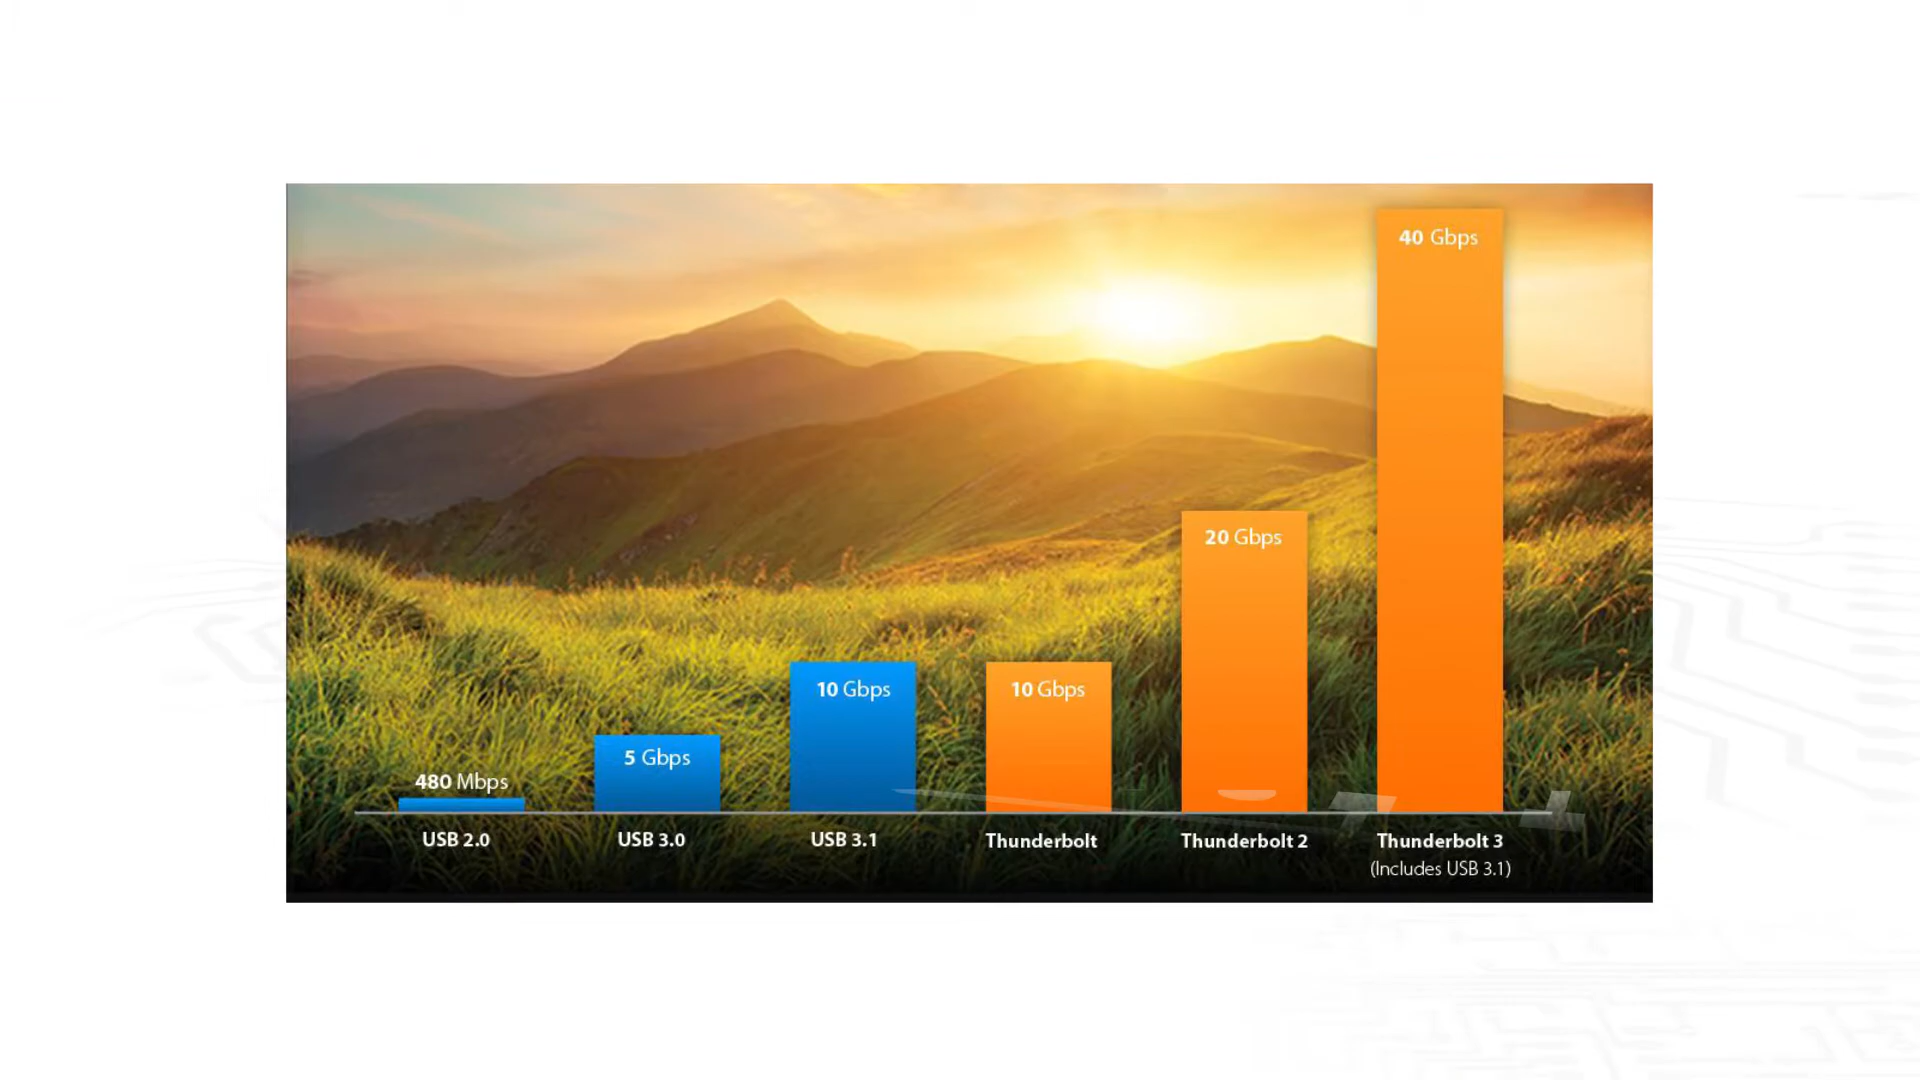 40 Gbps
20 Gbps
10 Gbps
10 Gbps
5 Gbps
480 Mbps
USB 2.0
USB 3.0
USB 3.1
Thunderbolt
Thunderbolt 2
Thunderbolt 3
(Includes USB 3.1)